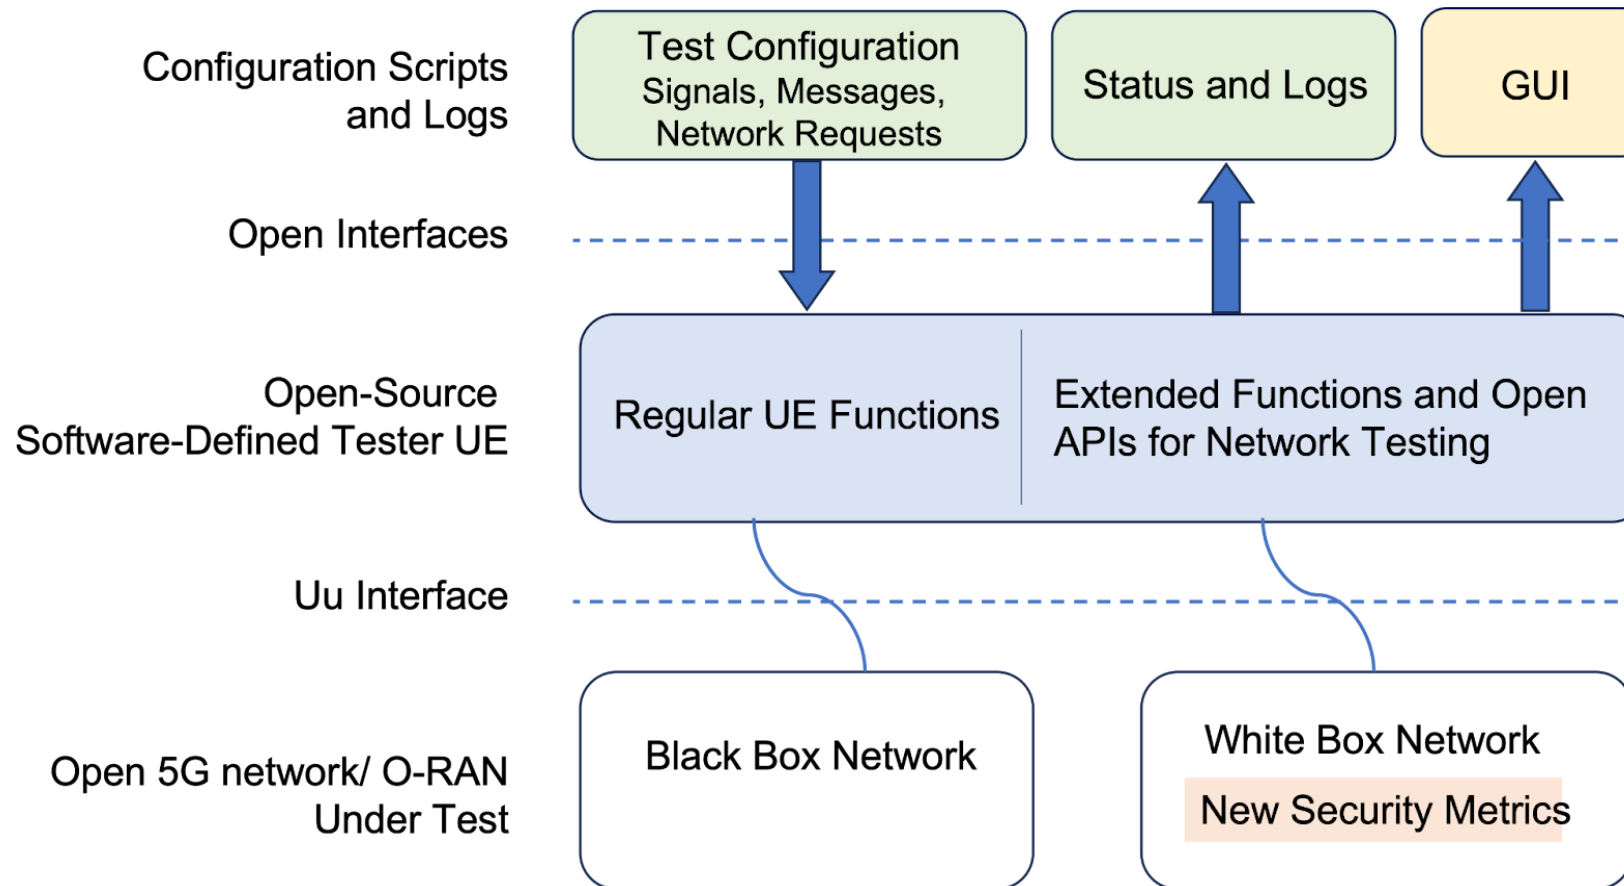 Configuration Scripts
and Logs
Test Configuration
Signals, Messages,
Network Requests
Status and Logs
GUI
Open Interfaces
Open-Source
Software-Defined Tester UE
Regular UE Functions
Extended Functions and Open
APIs for Network Testing
Uu Interface
Open 5G network/ O-RAN
Under Test
Black Box Network
White Box Network
New Security Metrics